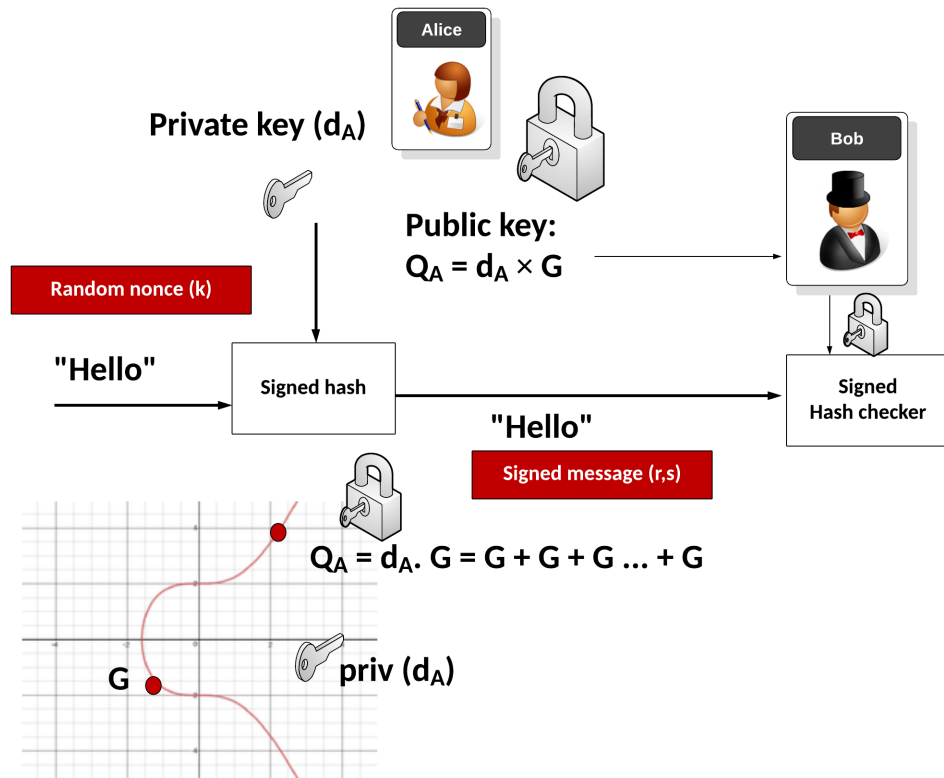 Alice
Private key (dA)
Bob
Public key:
QA = dA × G
Random nonce (k)
"Hello"
Signed hash
Signed
Hash checker
"Hello"
Signed message (r,s)
QA = dA. G = G + G + G ... + G
G
priv (dA)